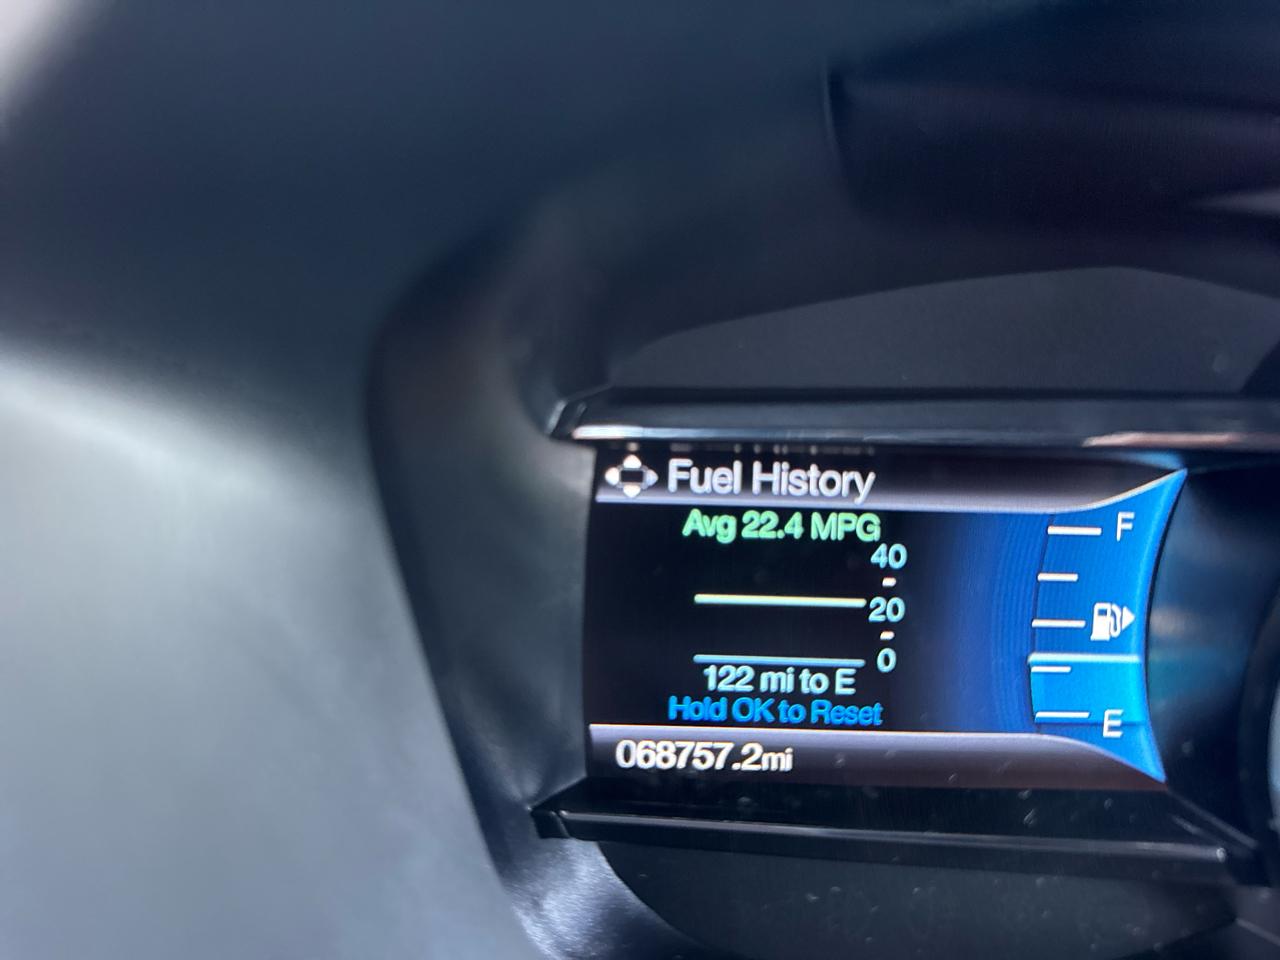 Fuel History
Avg 22.4 MPG
40
20
0
122 mi to E
Hold OK to Reset
068757.2mi
F
E